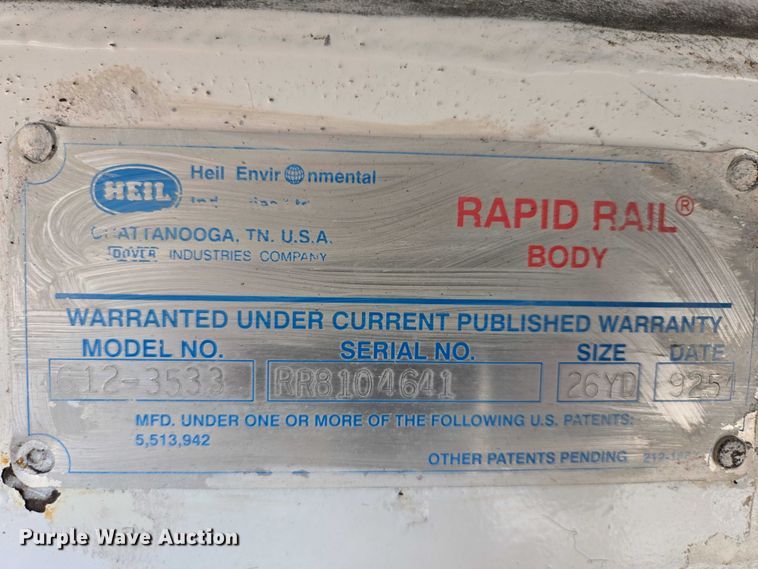 HEIL
Heil Environmental
CHATTANOOGA, TN. U.S.A.
DOVER INDUSTRIES COMPANY
RAPID RAIL®
BODY
WARRANTED UNDER CURRENT PUBLISHED WARRANTY
MODEL NO. SERIAL NO. SIZE DATE
612-3533 RR8104641 26YD 925
MFD. UNDER ONE OR MORE OF THE FOLLOWING U.S. PATENTS:
5,513,942
OTHER PATENTS PENDING
Purple Wave Auction